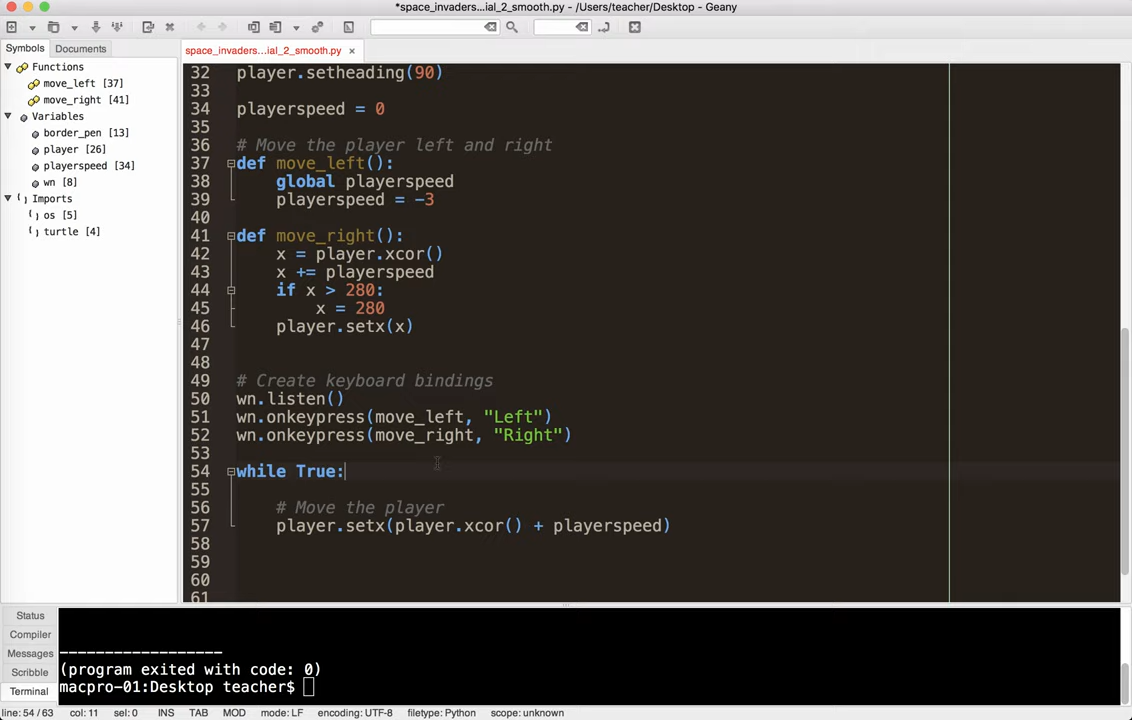 *space_invaders...ial_2_smooth.py - /Users/teacher/Desktop - Geany
Symbols Documents
space_invaders...ial_2_smooth.py ×
Functions
move_left [37]
move_right [41]
Variables
border_pen [13]
player [26]
playerspeed [34]
wn [8]
Imports
os [5]
turtle [4]
32 player.setheading(90)
33
34 playerspeed = 0
35
36 # Move the player left and right
37 def move_left():
38 global playerspeed
39 playerspeed = -3
40
41 def move_right():
42 x = player.xcor()
43 x += playerspeed
44 if x > 280:
45 x = 280
46 player.setx(x)
47
48
49 # Create keyboard bindings
50 wn.listen()
51 wn.onkeypress(move_left, "Left")
52 wn.onkeypress(move_right, "Right")
53
54 while True:
55
56 # Move the player
57 player.setx(player.xcor() + playerspeed)
58
59
60
61
Status
Compiler
Messages
Scribble
Terminal
------------------
(program exited with code: 0)
macpro-01:Desktop teacher$
line: 54 / 63 col: 11 sel: 0 INS TAB MOD mode: LF encoding: UTF-8 filetype: Python scope: unknown